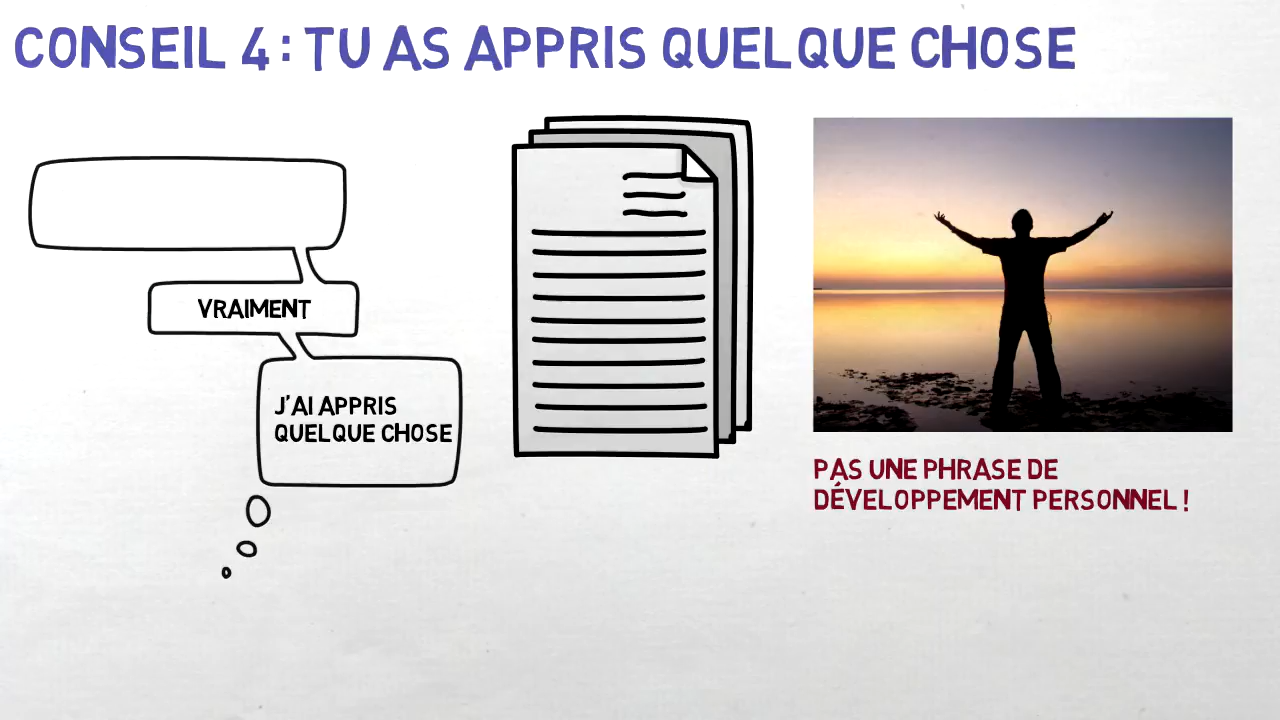 CONSEIL 4 : TU AS APPRIS QUELQUE CHOSE
VRAIMENT
J'AI APPRIS
QUELQUE CHOSE
PAS UNE PHRASE DE
DÉVELOPPEMENT PERSONNEL !